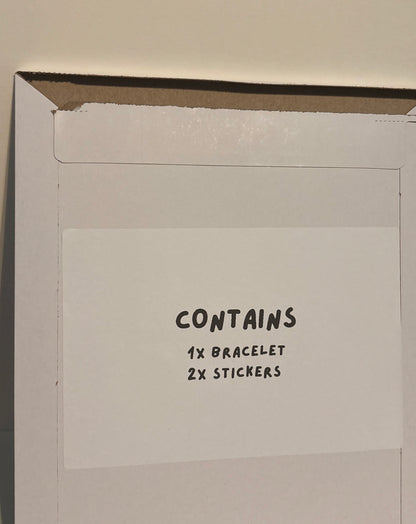 CONTAINS
1X BRACELET
2X STICKERS